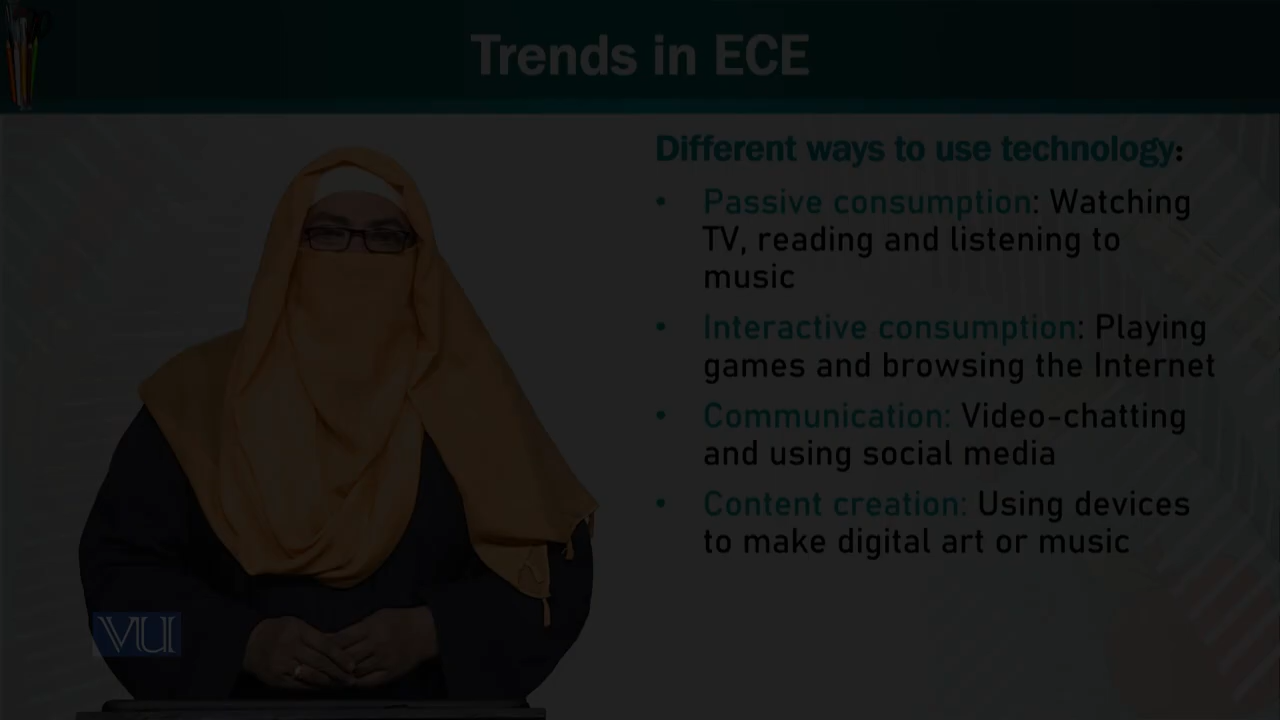 Trends in ECE
Different ways to use technology:
• Passive consumption: Watching
TV, reading and listening to
music
• Interactive consumption: Playing
games and browsing the Internet
• Communication: Video-chatting
and using social media
• Content creation: Using devices
to make digital art or music
VU